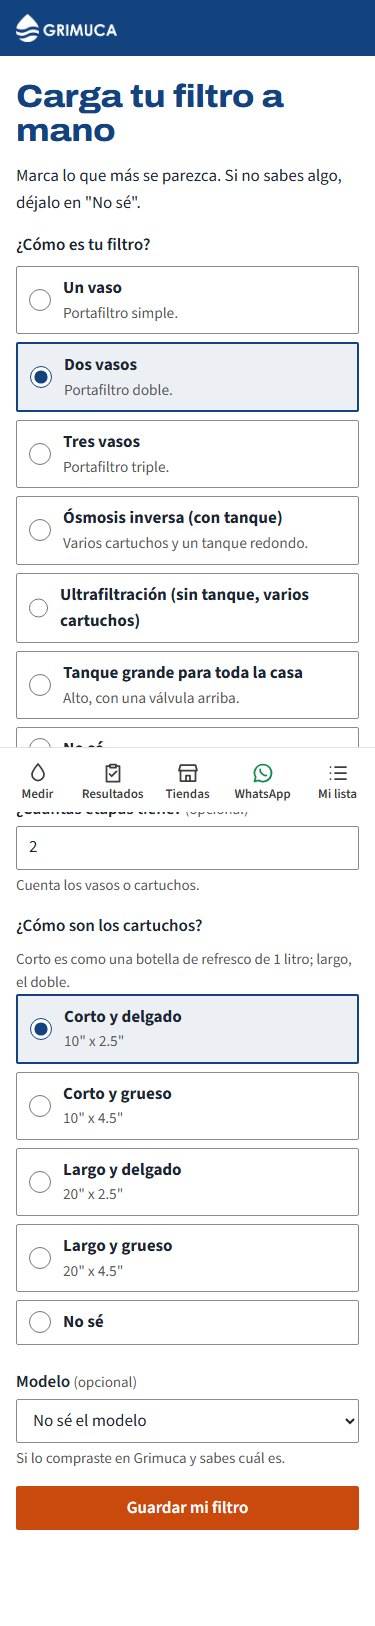 GRIMUCA
Carga tu filtro a
mano
Marca lo que más se parezca. Si no sabes algo,
déjalo en "No sé".
¿Cómo es tu filtro?
Un vaso
Portafiltro simple.
Dos vasos
Portafiltro doble.
Tres vasos
Portafiltro triple.
Ósmosis inversa (con tanque)
Varios cartuchos y un tanque redondo.
Ultrafiltración (sin tanque, varios
cartuchos)
Tanque grande para toda la casa
Alto, con una válvula arriba.
No sé
Medir
Resultados
Tiendas
WhatsApp
Mi lista
¿Cuántas etapas tiene? (opcional)
2
Cuenta los vasos o cartuchos.
¿Cómo son los cartuchos?
Corto es como una botella de refresco de 1 litro; largo,
el doble.
Corto y delgado
10" x 2.5"
Corto y grueso
10" x 4.5"
Largo y delgado
20" x 2.5"
Largo y grueso
20" x 4.5"
No sé
Modelo (opcional)
No sé el modelo
Si lo compraste en Grimuca y sabes cuál es.
Guardar mi filtro